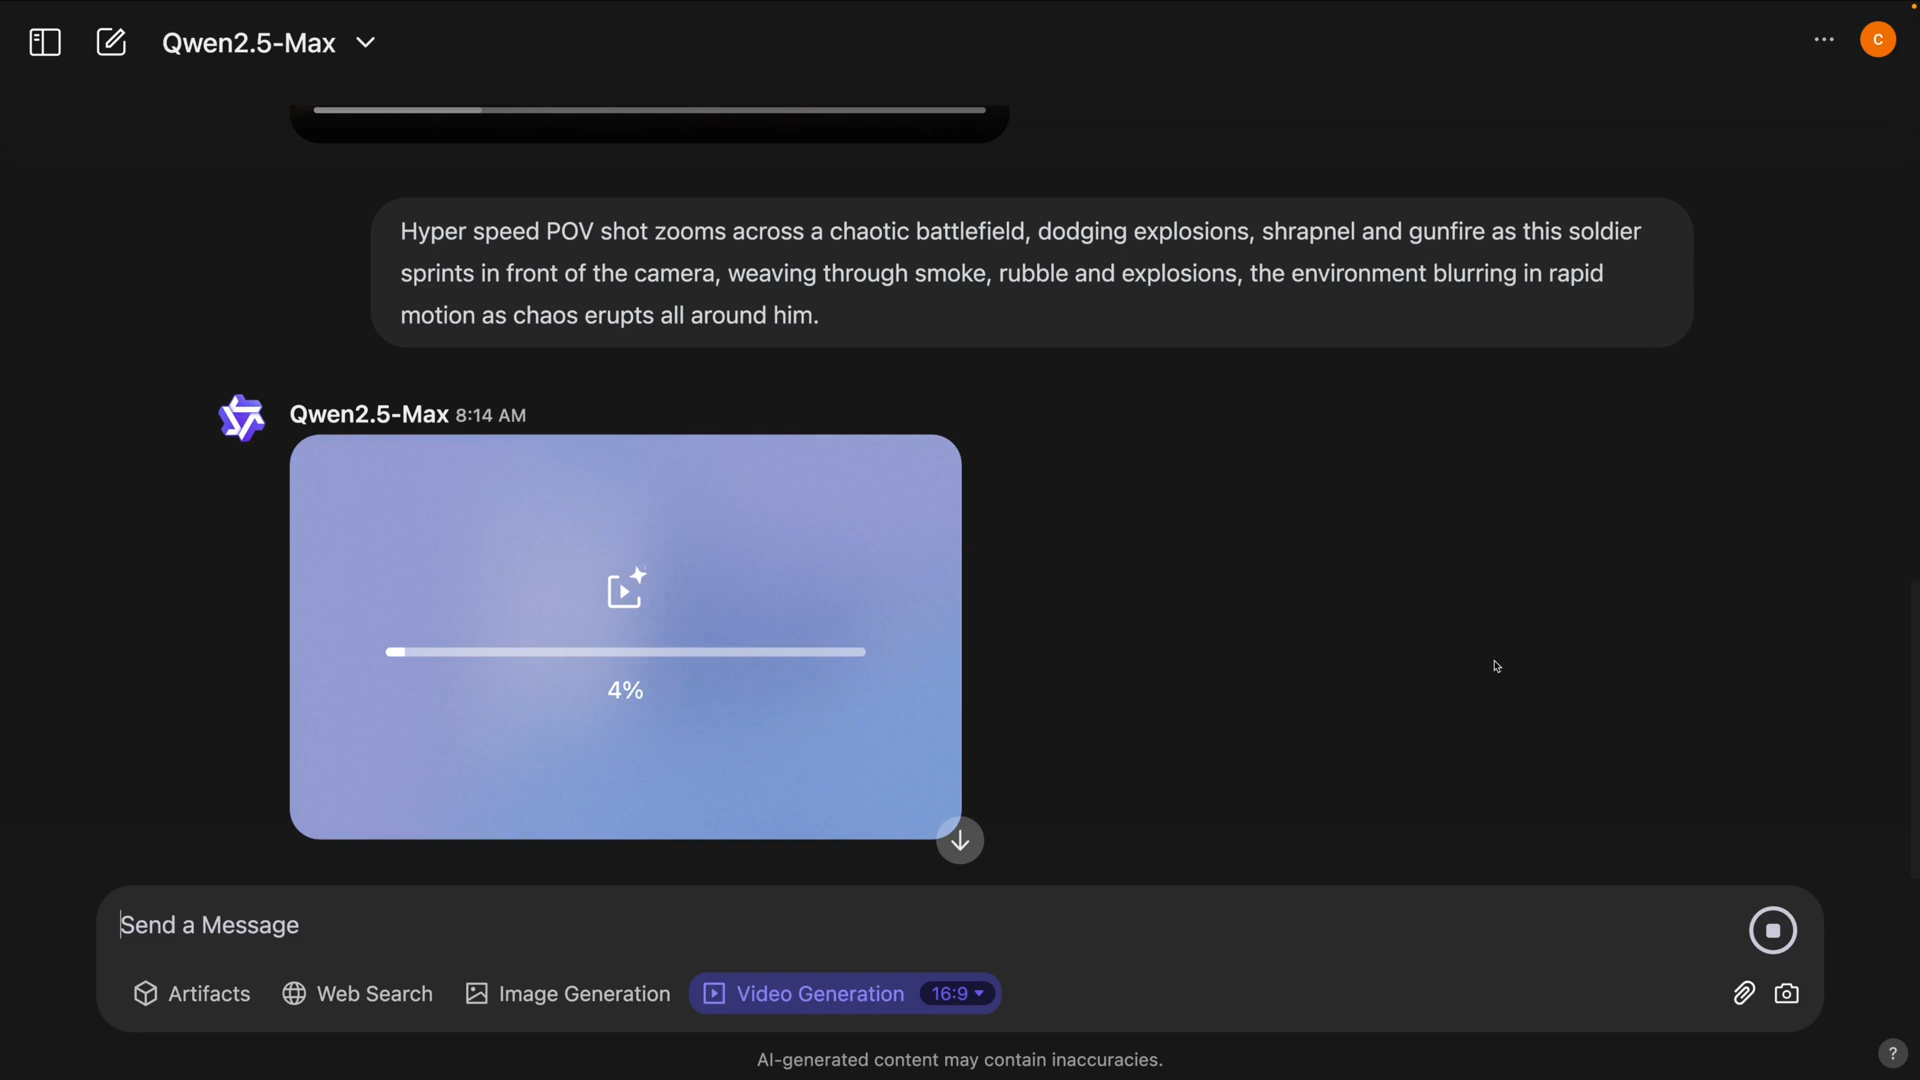 Qwen2.5-Max
C
Hyper speed POV shot zooms across a chaotic battlefield, dodging explosions, shrapnel and gunfire as this soldier
sprints in front of the camera, weaving through smoke, rubble and explosions, the environment blurring in rapid
motion as chaos erupts all around him.
Qwen2.5-Max 8:14 AM
4%
Send a Message
Artifacts Web Search Image Generation Video Generation 16:9
AI-generated content may contain inaccuracies.
?